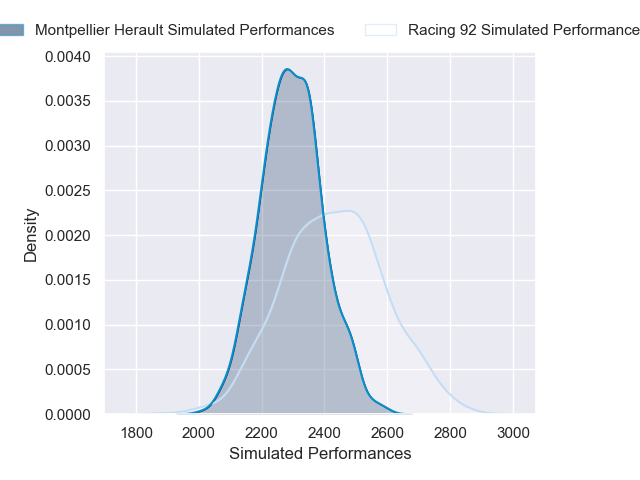 Montpellier Herault Simulated Performances
Racing 92 Simulated Performance
0.0040
0.0035
0.0030
0.0025
0.0020
0.0015
0.0010
0.0005
0.0000
Density
1800 2000 2200 2400 2600 2800 3000
Simulated Performances